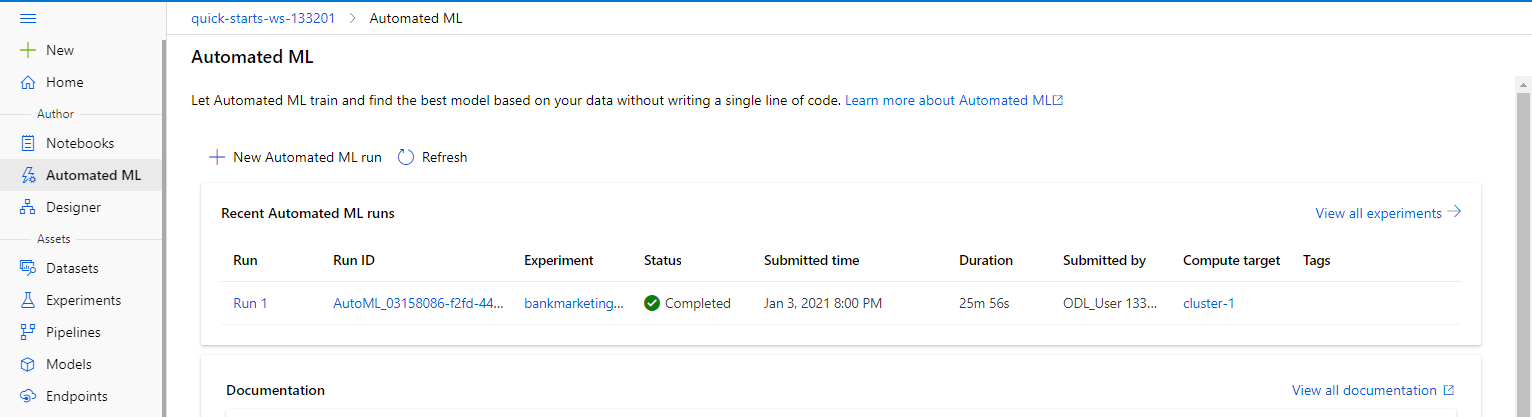 quick-starts-ws-133201 > Automated ML
New
Home
Author
Notebooks
Automated ML
Designer
Assets
Datasets
Experiments
Pipelines
Models
Endpoints
Automated ML
Let Automated ML train and find the best model based on your data without writing a single line of code. Learn more about Automated ML
New Automated ML run Refresh
Recent Automated ML runs View all experiments
Run Run ID Experiment Status Submitted time Duration Submitted by Compute target Tags
Run 1 AutoML_03158086-f2fd-44... bankmarketing... Completed Jan 3, 2021 8:00 PM 25m 56s ODL_User 133... cluster-1
Documentation View all documentation